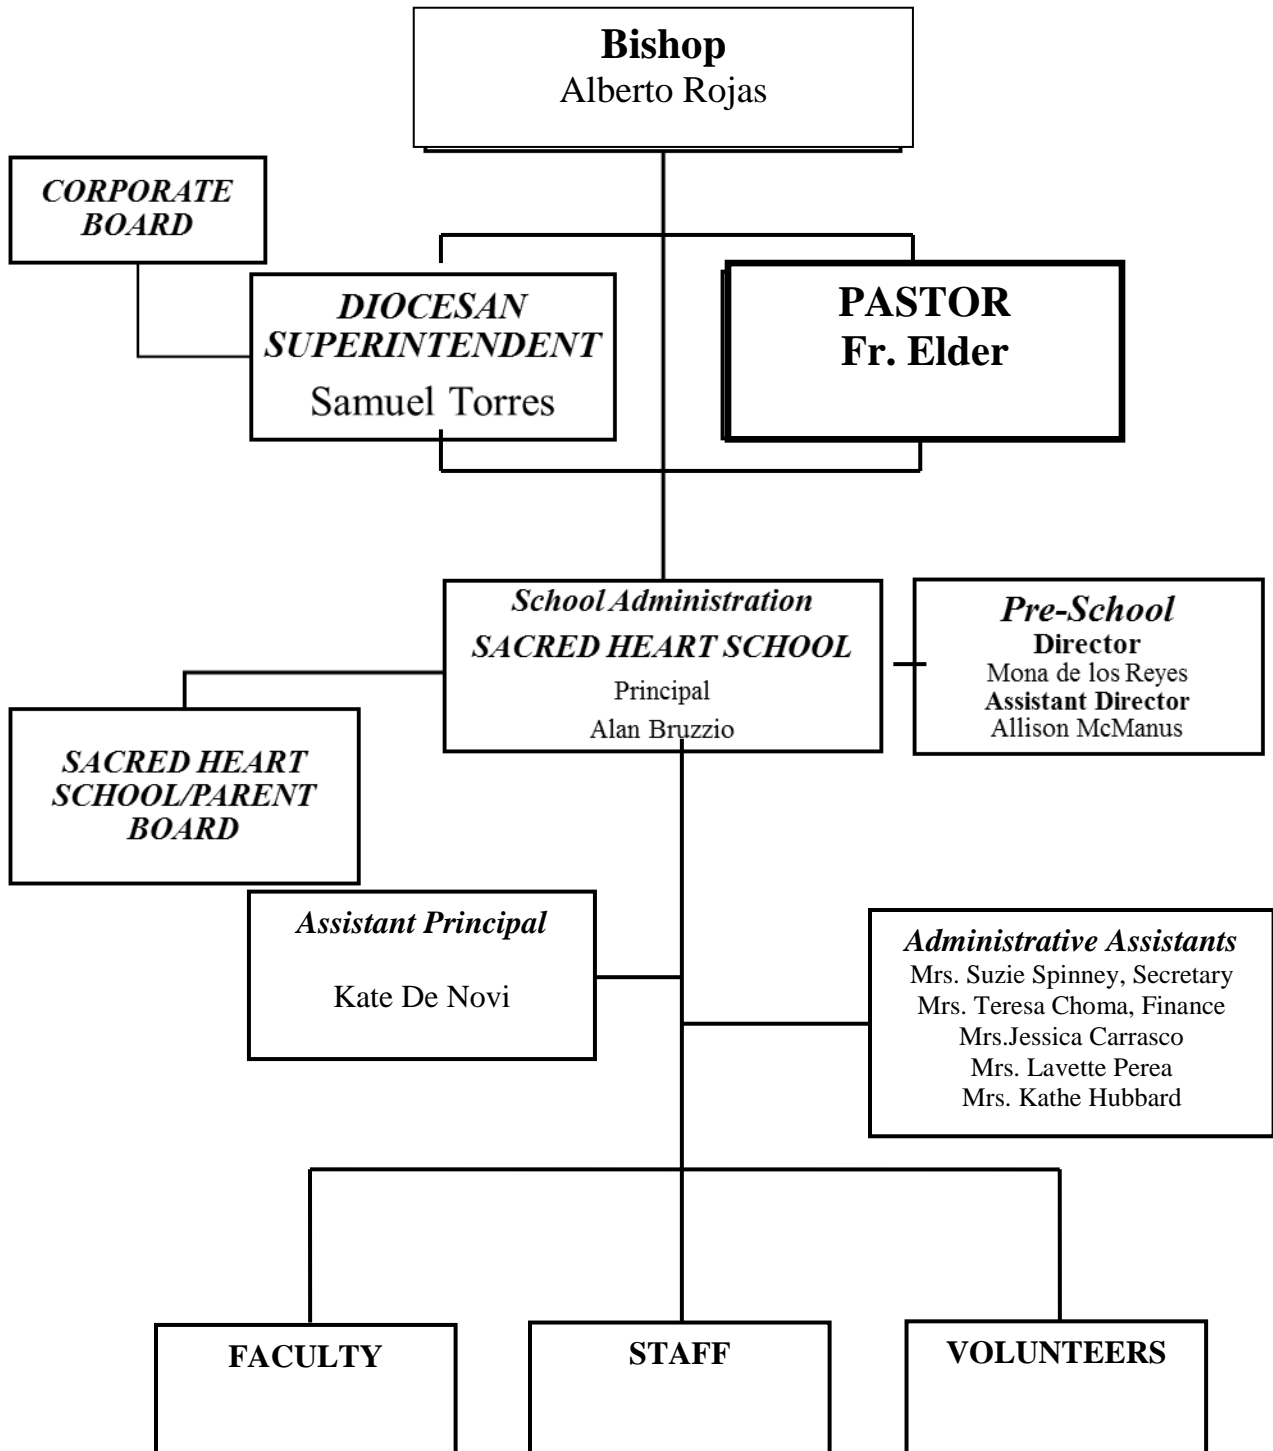 Bishop
Alberto Rojas
CORPORATE
BOARD
DIOCESAN
SUPERINTENDENT
Samuel Torres
PASTOR
Fr. Elder
School Administration
SACRED HEART SCHOOL
Principal
Alan Bruzzio
Pre-School
Director
Mona de los Reyes
Assistant Director
Allison McManus
SACRED HEART
SCHOOL/PARENT
BOARD
Assistant Principal
Kate De Novi
Administrative Assistants
Mrs. Suzie Spinney, Secretary
Mrs. Teresa Choma, Finance
Mrs.Jessica Carrasco
Mrs. Lavette Perea
Mrs. Kathe Hubbard
FACULTY
STAFF
VOLUNTEERS